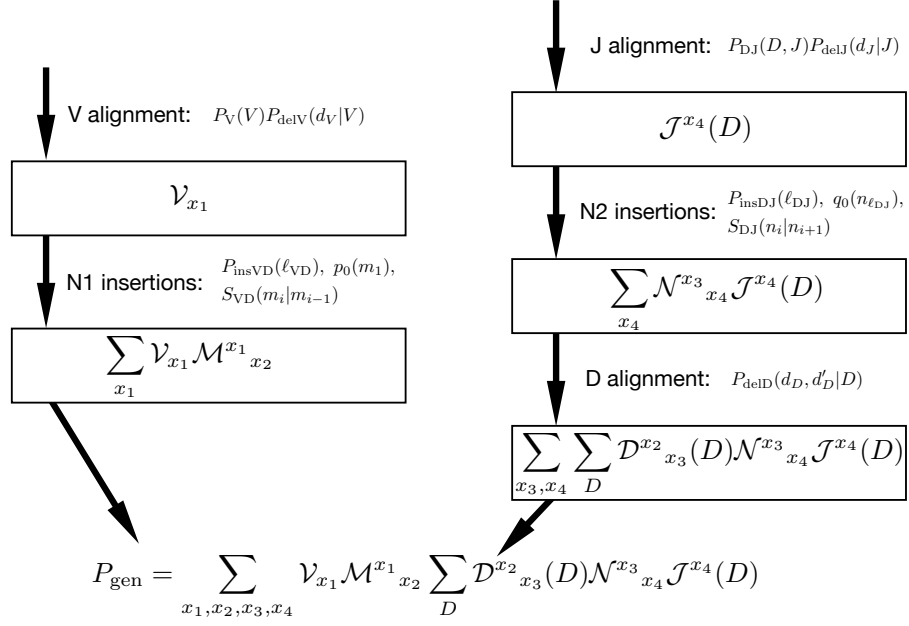 V alignment: P_V(V)P_delV(d_V|V)
𝒱_{x_1}
N1 insertions: P_insVD(ℓ_VD), p_0(m_1),
S_VD(m_i|m_{i−1})
∑_{x_1} 𝒱_{x_1} ℳ^{x_1}_{x_2}
J alignment: P_DJ(D, J)P_delJ(d_J|J)
𝒥^{x_4}(D)
N2 insertions: P_insDJ(ℓ_DJ), q_0(n_{ℓ_DJ}),
S_DJ(n_i|n_{i+1})
∑_{x_4} 𝒩^{x_3}_{x_4} 𝒥^{x_4}(D)
D alignment: P_delD(d_D, d′_D|D)
∑_{x_3,x_4} ∑_D 𝒟^{x_2}_{x_3}(D) 𝒩^{x_3}_{x_4} 𝒥^{x_4}(D)
P_gen = ∑_{x_1,x_2,x_3,x_4} 𝒱_{x_1} ℳ^{x_1}_{x_2} ∑_D 𝒟^{x_2}_{x_3}(D) 𝒩^{x_3}_{x_4} 𝒥^{x_4}(D)